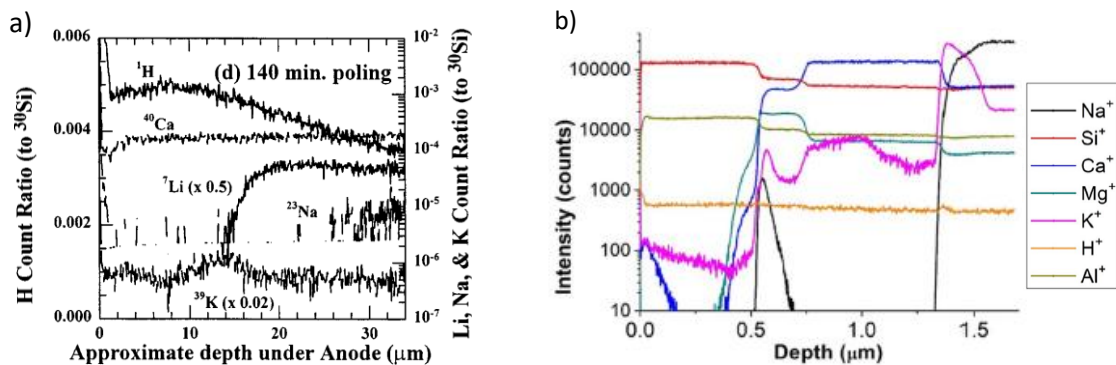 a)
0.006
0.004
0.002
0.000
H Count Ratio (to ³⁰Si)
¹H
(d) 140 min. poling
⁴⁰Ca
⁷Li (x 0.5)
²³Na
³⁹K (x 0.02)
0
10
20
30
Approximate depth under Anode (μm)
10⁻²
10⁻³
10⁻⁴
10⁻⁵
10⁻⁶
10⁻⁷
Li, Na, & K Count Ratio (to ³⁰Si)
b)
100000
10000
1000
100
10
Intensity (counts)
0.0
0.5
1.0
1.5
Depth (μm)
Na⁺
Si⁺
Ca⁺
Mg⁺
K⁺
H⁺
Al⁺